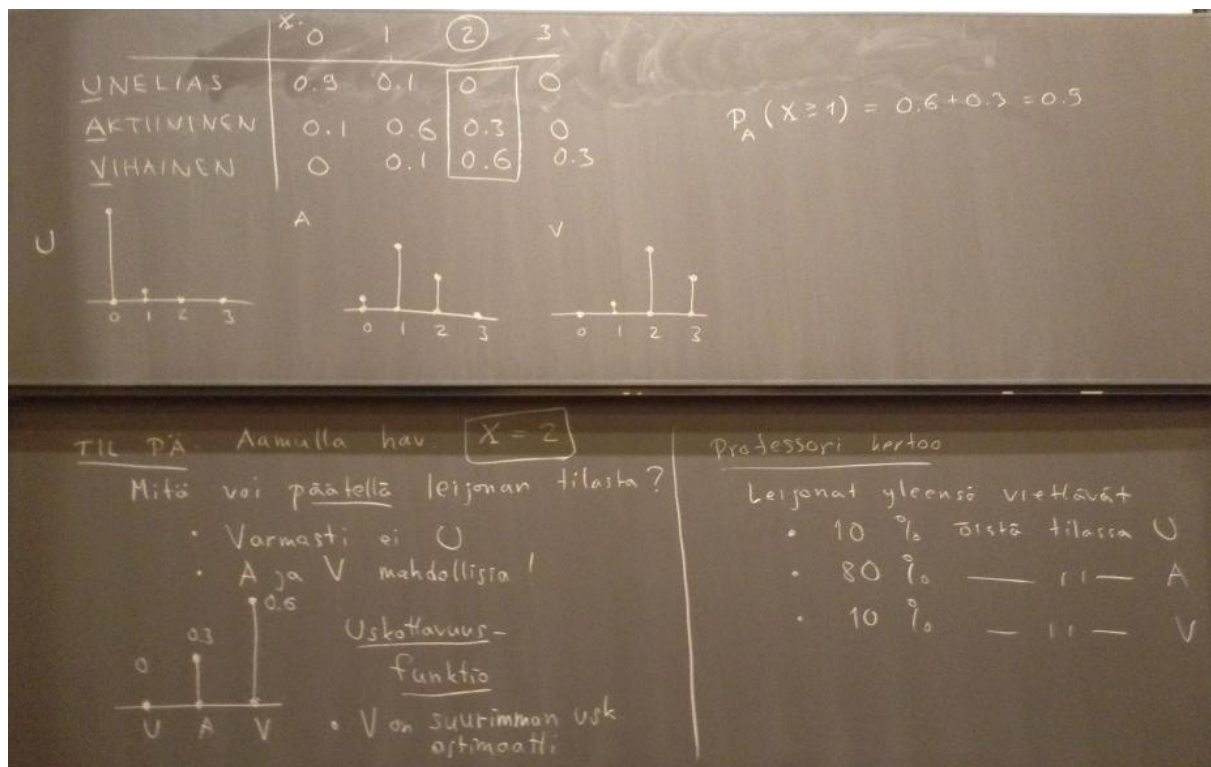 X: 0 1 2 3
UNELIAS 0.9 0.1 0 0
AKTIIVINEN 0.1 0.6 0.3 0
VIHAINEN 0 0.1 0.6 0.3
P_A (X ≥ 1) = 0.6 + 0.3 = 0.9
U
0 1 2 3
A
0 1 2 3
V
0 1 2 3
TIL PÄ. Aamulla hav. X = 2
Mitä voi päätellä leijonan tilasta?
• Varmasti ei U
• A ja V mahdollisia!
0 0.3 0.6
U A V
Uskottavuus-
funktio
• V on suurimman usk.
estimaatti
Professori kertoo
Leijonat yleensä viettävät
• 10 % öistä tilassa U
• 80 % — 11 — A
• 10 % — 11 — V